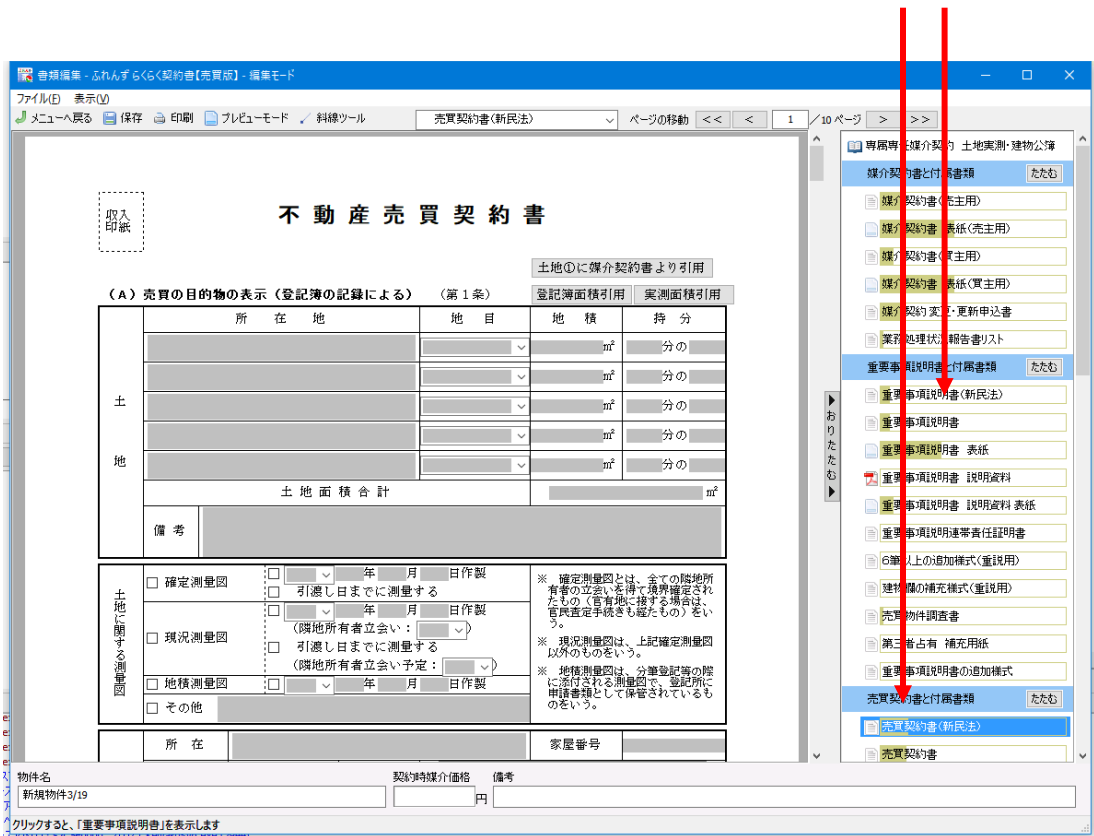 書類編集 - ふれんずらくらく契約書【売買版】 - 編集モード
ファイル(F) 表示(V)
メニューへ戻る 保存 印刷 プレビューモード 斜線ツール 売買契約書(新民法) ページの移動 << < 1 /10 ページ > >>
収入
印紙
不動産売買契約書
土地①に媒介契約書より引用
(A)売買の目的物の表示(登記簿の記録による) (第1条) 登記簿面積引用 実測面積引用
所在地 地目 地積 持分
㎡ 分の
㎡ 分の
㎡ 分の
㎡ 分の
㎡ 分の
土地
土地面積合計 ㎡
備考
土地に関する測量図
確定測量図 年 月 日作製
引渡し日までに測量する
現況測量図 年 月 日作製
(隣地所有者立会い: )
引渡し日までに測量する
(隣地所有者立会い予定: )
地積測量図 年 月 日作製
その他
※ 確定測量図とは、全ての隣地所
有者の立会いを得て境界確定され
たもの(官有地に接する場合は、
官民査定手続きも経たもの)をい
う。
※ 現況測量図は、上記確定測量図
以外のものをいう。
※ 地積測量図は、分筆登記等の際
に添付される測量図で、登記所に
申請書類として保管されているも
のをいう。
所在 家屋番号
▶おりたたむ▶
専属専任媒介契約 土地実測・建物公簿
媒介契約書と付属書類 たたむ
媒介契約書(売主用)
媒介契約書 表紙(売主用)
媒介契約書(買主用)
媒介契約書 表紙(買主用)
媒介契約 変更・更新申込書
業務処理状況報告書リスト
重要事項説明書と付属書類 たたむ
重要事項説明書(新民法)
重要事項説明書
重要事項説明書 表紙
重要事項説明書 説明資料
重要事項説明書 説明資料 表紙
重要事項説明連帯責任証明書
6筆以上の追加様式(重説用)
建物欄の補充様式(重説用)
売買物件調査書
第三者占有 補充用紙
重要事項説明書の追加様式
売買契約書と付属書類 たたむ
売買契約書(新民法)
売買契約書
物件名 契約時媒介価格 備考
新規物件3/19 円
クリックすると、「重要事項説明書」を表示します